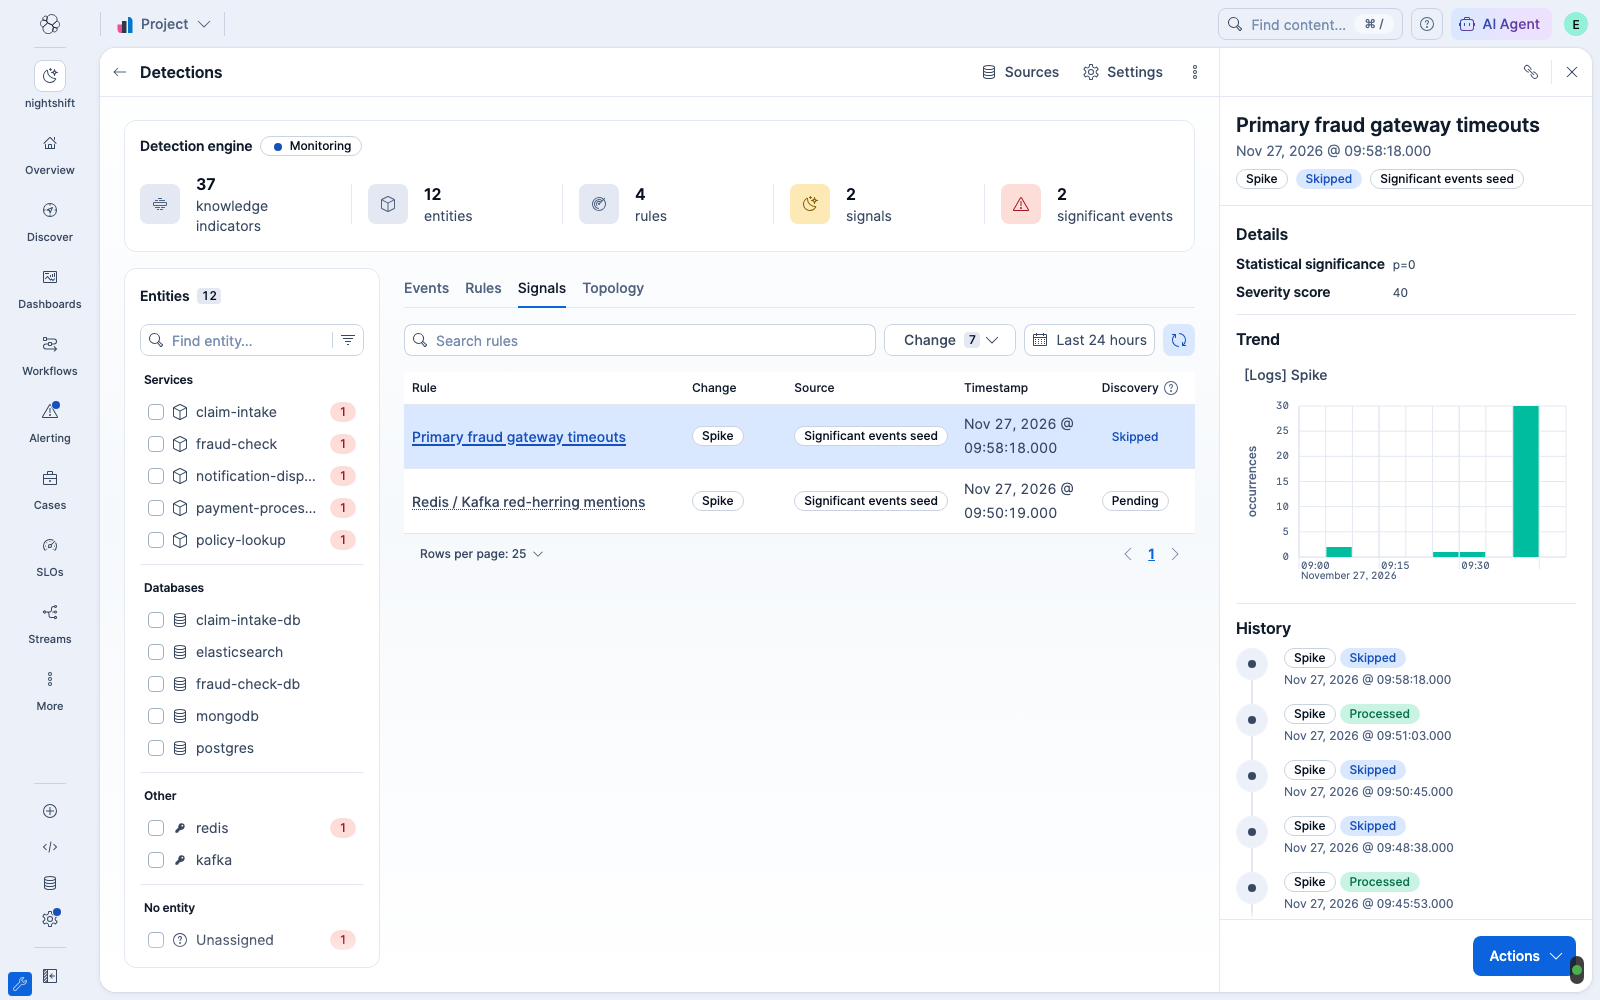 Project
Find content...
⌘ /
AI Agent
E
nightshift
Overview
Discover
Dashboards
Workflows
Alerting
Cases
SLOs
Streams
More
Detections
Sources
Settings
Detection engine
Monitoring
37
knowledge
indicators
12
entities
4
rules
2
signals
2
significant events
Entities 12
Find entity...
Services
claim-intake 1
fraud-check 1
notification-disp... 1
payment-proces... 1
policy-lookup 1
Databases
claim-intake-db
elasticsearch
fraud-check-db
mongodb
postgres
Other
redis 1
kafka
No entity
Unassigned 1
Events Rules Signals Topology
Search rules
Change 7
Last 24 hours
Rule Change Source Timestamp Discovery
Primary fraud gateway timeouts Spike Significant events seed Nov 27, 2026 @
09:58:18.000 Skipped
Redis / Kafka red-herring mentions Spike Significant events seed Nov 27, 2026 @
09:50:19.000 Pending
Rows per page: 25
1
Primary fraud gateway timeouts
Nov 27, 2026 @ 09:58:18.000
Spike Skipped Significant events seed
Details
Statistical significance p=0
Severity score 40
Trend
[Logs] Spike
occurrences
30
25
20
15
10
5
0
09:00 09:15 09:30
November 27, 2026
History
Spike Skipped
Nov 27, 2026 @ 09:58:18.000
Spike Processed
Nov 27, 2026 @ 09:51:03.000
Spike Skipped
Nov 27, 2026 @ 09:50:45.000
Spike Skipped
Nov 27, 2026 @ 09:48:38.000
Spike Processed
Nov 27, 2026 @ 09:45:53.000
Actions